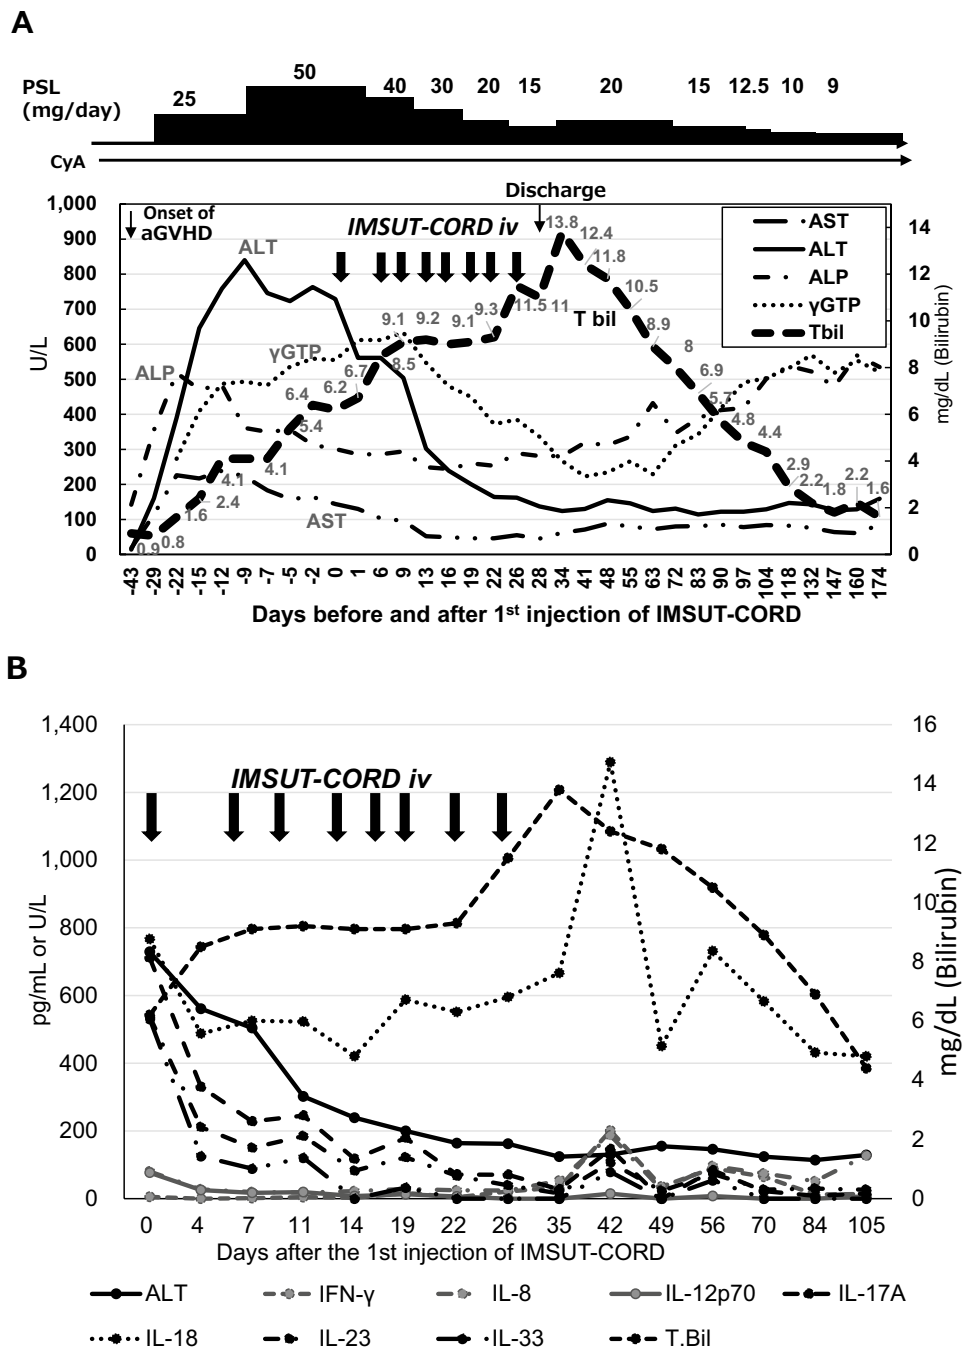 A
PSL
(mg/day)
25
50
40
30
20
15
20
15
12.5
10
9
CyA
Discharge
U/L
1,000
900
800
700
600
500
400
300
200
100
0
Onset of
aGVHD
IMSUT-CORD iv
ALT
ALP
γGTP
AST
T bil
0.9
0.8
1.6
2.4
4.1
4.1
5.4
6.4
6.2
6.7
8.5
9.1
9.2
9.1
9.3
11.5
11
13.8
12.4
11.8
10.5
8.9
8
6.9
5.7
4.8
4.4
2.9
2.2
1.8
2.2
1.6
AST
ALT
ALP
γGTP
Tbil
14
12
10
8
6
4
2
0
mg/dL (Bilirubin)
-43 -29 -22 -15 -12 -9 -7 -5 -2 0 1 6 9 13 16 19 22 26 28 34 41 48 55 63 72 83 90 97 104 118 132 147 160 174
Days before and after 1st injection of IMSUT-CORD
B
pg/mL or U/L
1,400
1,200
1,000
800
600
400
200
0
IMSUT-CORD iv
16
14
12
10
8
6
4
2
0
mg/dL (Bilirubin)
0 4 7 11 14 19 22 26 35 42 49 56 70 84 105
Days after the 1st injection of IMSUT-CORD
ALT IFN-γ IL-8 IL-12p70 IL-17A
IL-18 IL-23 IL-33 T.Bil